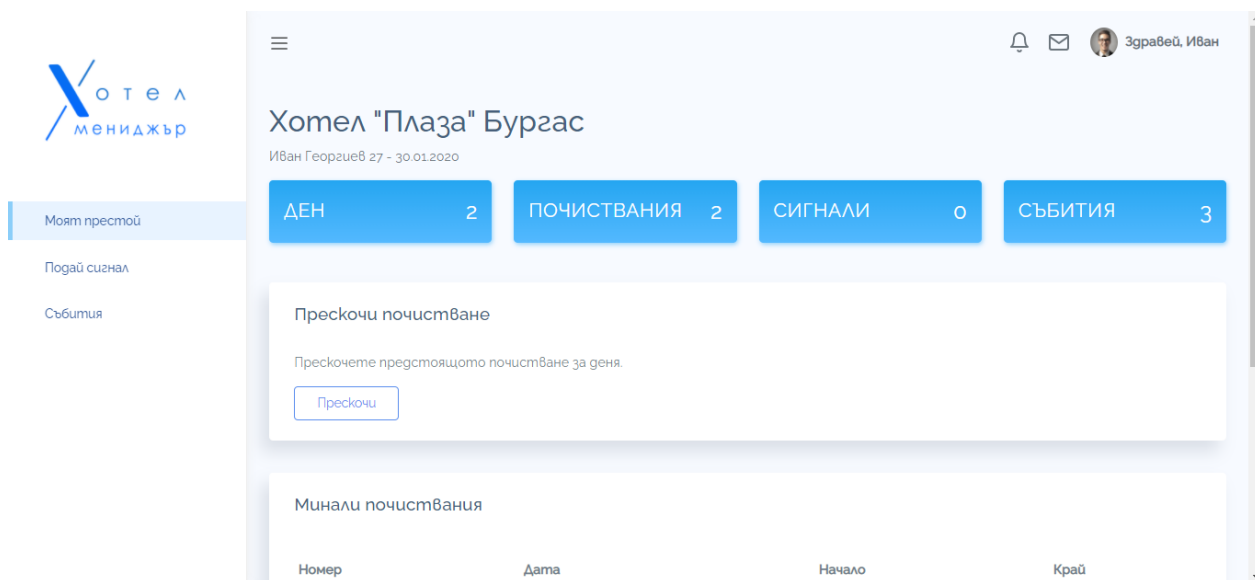 Хотел
мениджър
Здравей, Иван
Моят престой
Подай сигнал
Събития
Хотел "Плаза" Бургас
Иван Георгиев 27 - 30.01.2020
ДЕН 2
ПОЧИСТВАНИЯ 2
СИГНАЛИ 0
СЪБИТИЯ 3
Прескочи почистване
Прескочете предстоящото почистване за деня.
Прескочи
Минали почиствания
Номер Дата Начало Край